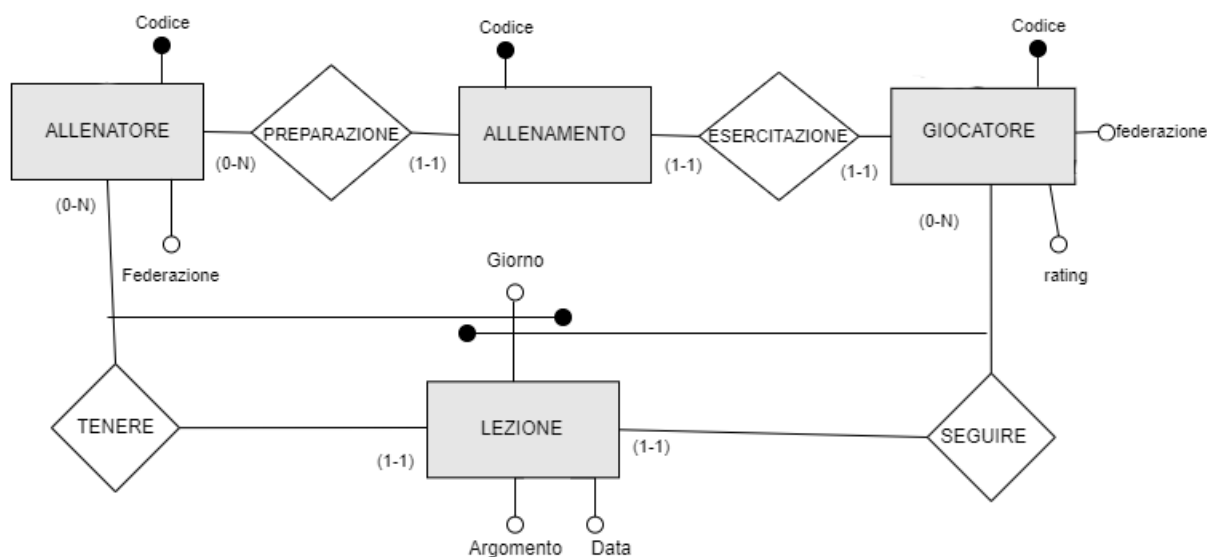 Codice
Codice
Codice
ALLENATORE
PREPARAZIONE
ALLENAMENTO
ESERCITAZIONE
GIOCATORE
federazione
(0-N)
(1-1)
(1-1)
(1-1)
(0-N)
(0-N)
Federazione
Giorno
rating
TENERE
LEZIONE
SEGUIRE
(1-1)
(1-1)
Argomento
Data